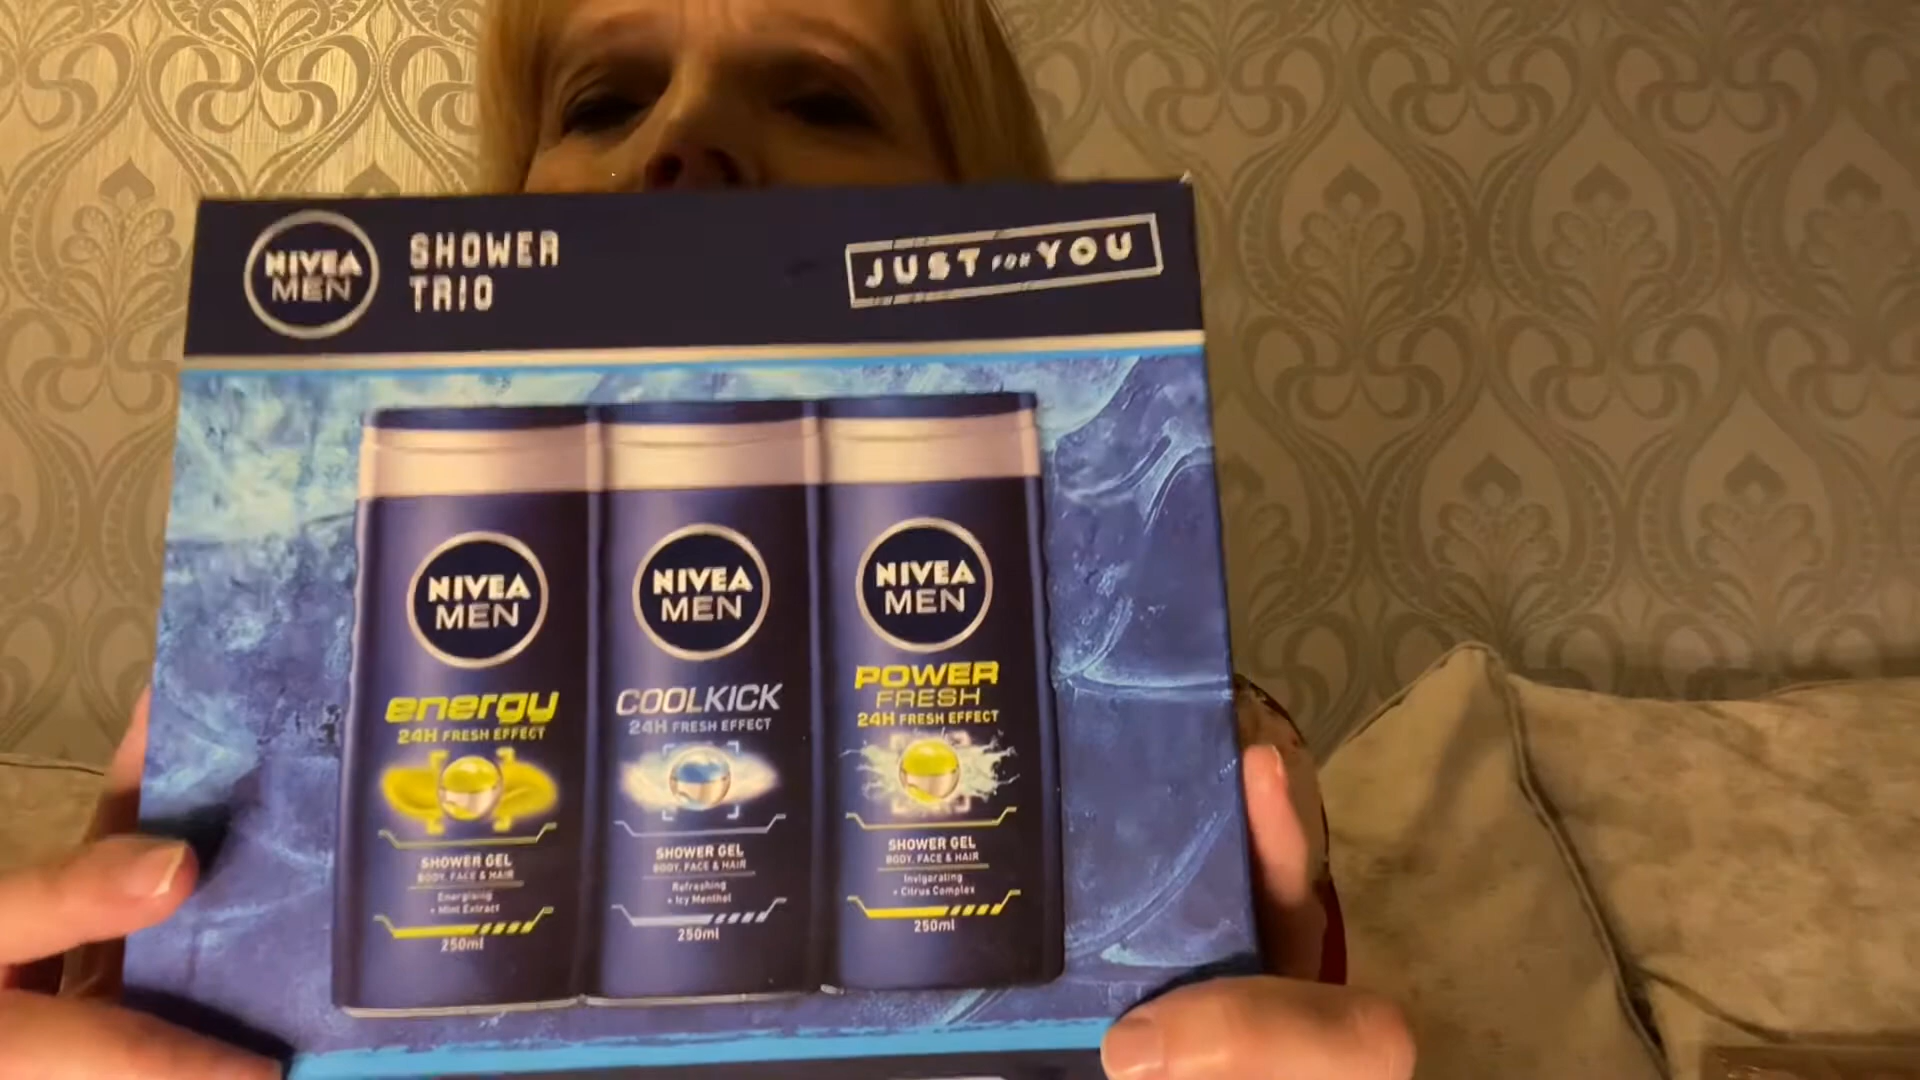 NIVEA
MEN
SHOWER
TRIO
JUST FOR YOU
NIVEA
MEN
energy
24H FRESH EFFECT
SHOWER GEL
BODY, FACE & HAIR
Energising
+ Mint Extract
250ml
NIVEA
MEN
COOLKICK
24H FRESH EFFECT
SHOWER GEL
BODY, FACE & HAIR
Refreshing
+ Icy Menthol
250ml
NIVEA
MEN
POWER
FRESH
24H FRESH EFFECT
SHOWER GEL
BODY, FACE & HAIR
Invigorating
+ Citrus Complex
250ml